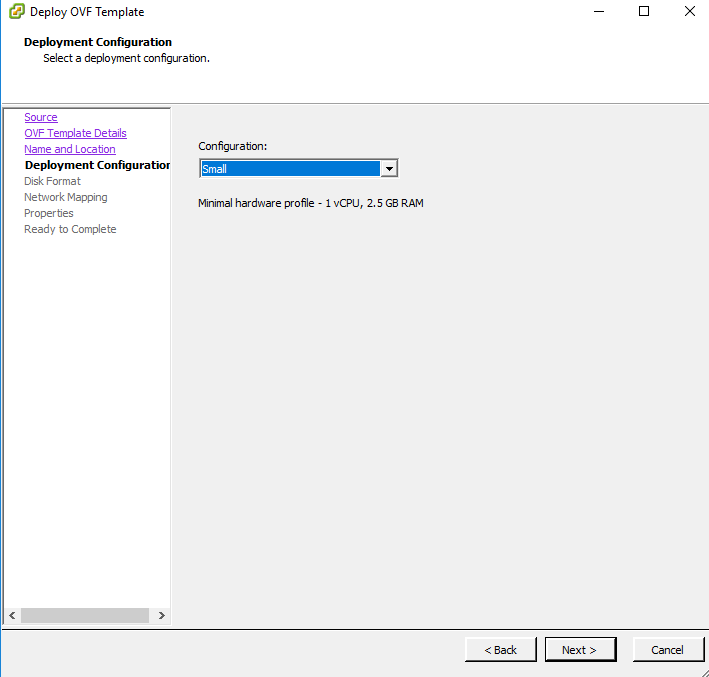 Deploy OVF Template
Deployment Configuration
Select a deployment configuration.
Source
OVF Template Details
Name and Location
Deployment Configuration
Disk Format
Network Mapping
Properties
Ready to Complete
Configuration:
Small
Minimal hardware profile - 1 vCPU, 2.5 GB RAM
< Back
Next >
Cancel